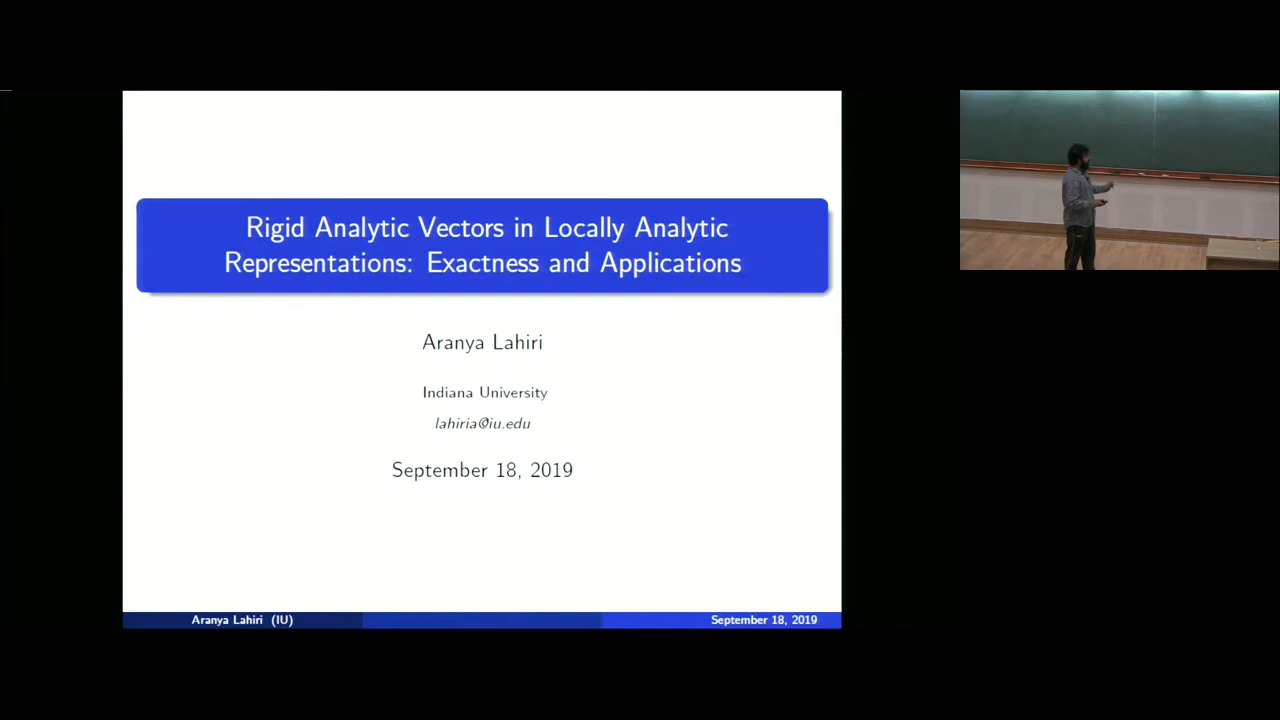 Rigid Analytic Vectors in Locally Analytic
Representations: Exactness and Applications
Aranya Lahiri
Indiana University
lahiria@iu.edu
September 18, 2019
Aranya Lahiri (IU)
September 18, 2019